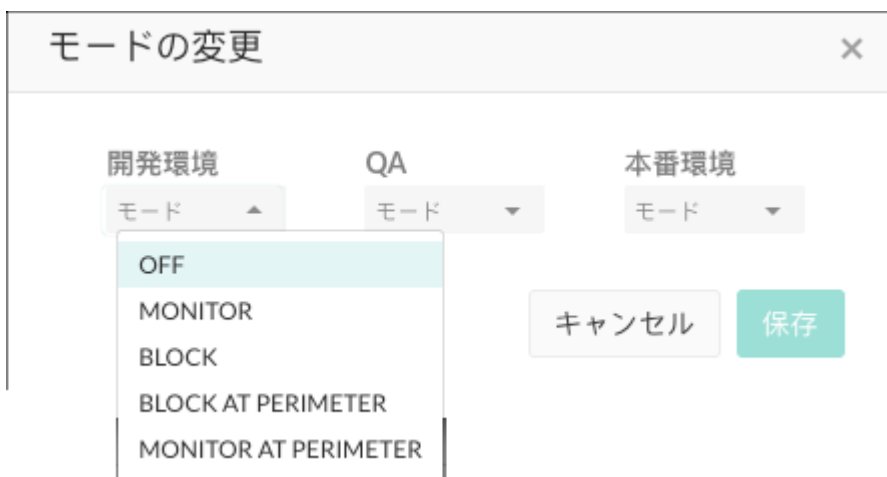 モードの変更 ×
開発環境 QA 本番環境
モード モード モード
OFF
MONITOR
BLOCK
BLOCK AT PERIMETER
MONITOR AT PERIMETER
キャンセル 保存